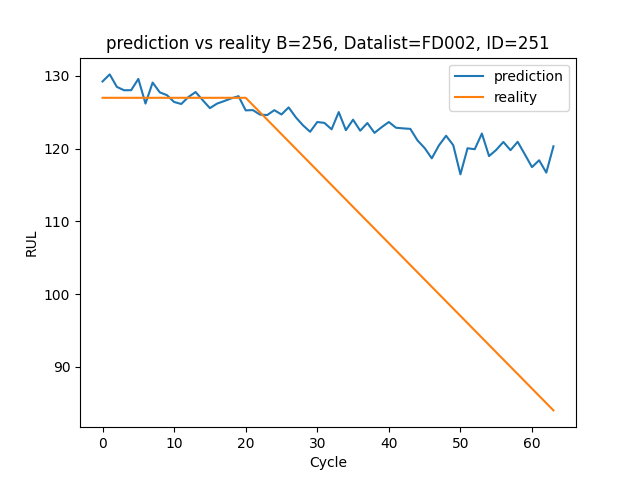 prediction vs reality B=256, Datalist=FD002, ID=251
prediction
reality
RUL
130
120
110
100
90
0 10 20 30 40 50 60
Cycle